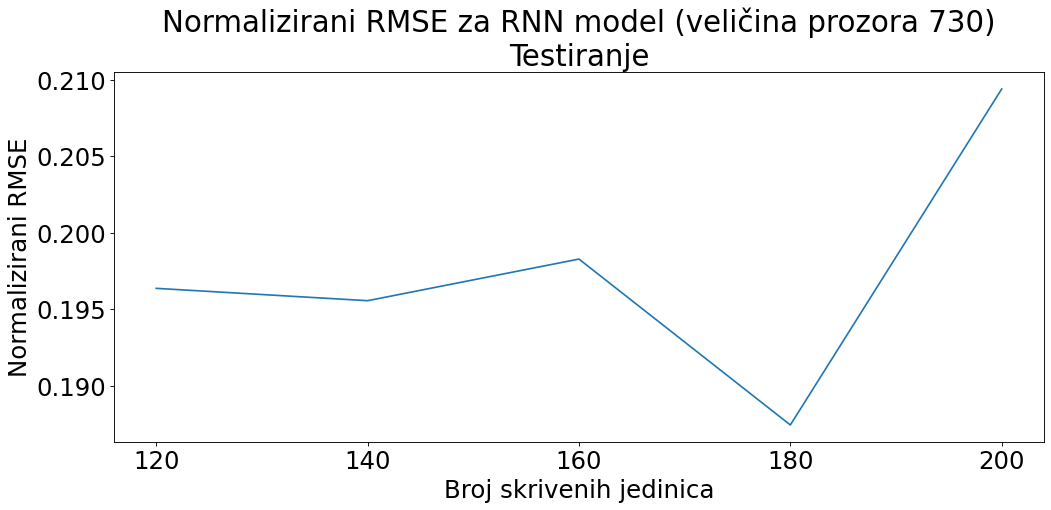 Normalizirani RMSE za RNN model (veličina prozora 730)
Testiranje
Normalizirani RMSE
0.210
0.205
0.200
0.195
0.190
120 140 160 180 200
Broj skrivenih jedinica